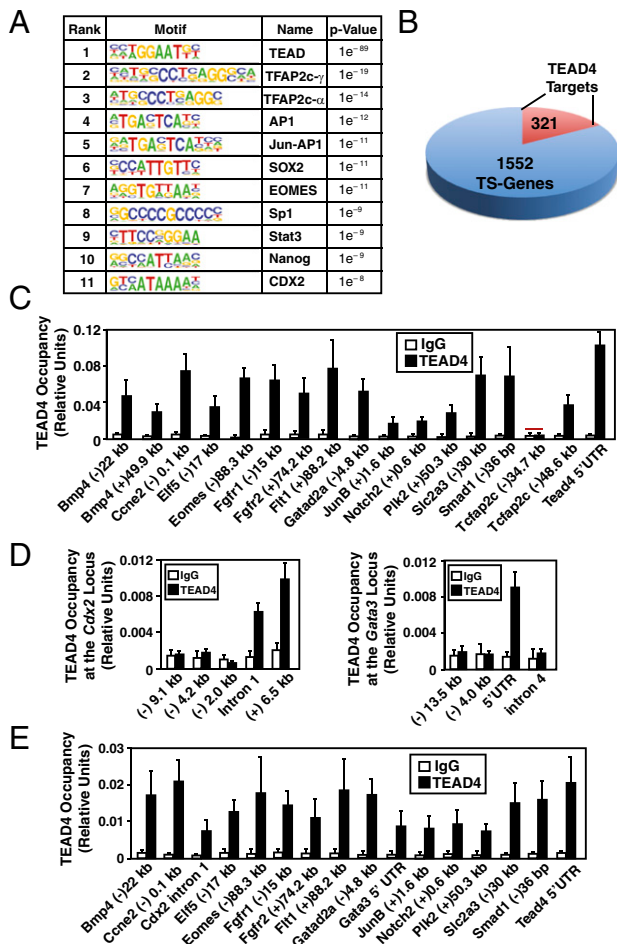 A
Rank Motif Name p-Value
1 TEAD 1e-89
2 TFAP2c-γ 1e-19
3 TFAP2c-α 1e-14
4 AP1 1e-12
5 Jun-AP1 1e-11
6 SOX2 1e-11
7 EOMES 1e-11
8 Sp1 1e-9
9 Stat3 1e-9
10 Nanog 1e-9
11 CDX2 1e-8
B
TEAD4
Targets
321
1552
TS-Genes
C
TEAD4 Occupancy
(Relative Units)
0.12
0.08
0.04
0
IgG
TEAD4
Bmp4 (-)22 kb
Bmp4 (+)49.9 kb
Ccne2 (-) 0.1 kb
Elf5 (-)17 kb
Eomes (-)88.3 kb
Fgfr1 (-)15 kb
Fgfr2 (+)74.2 kb
Flt1 (+)88.2 kb
Gatad2a (-)4.8 kb
JunB (+)1.6 kb
Notch2 (+)0.6 kb
Plk2 (+)50.3 kb
Slc2a3 (-)30 kb
Smad1 (-)36 bp
Tcfap2c (-)34.7 kb
Tcfap2c (-)48.6 kb
Tead4 5'UTR
D
TEAD4 Occupancy
at the Cdx2 Locus
(Relative Units)
0.012
0.008
0.004
0
IgG
TEAD4
(-) 9.1 kb
(-) 4.2 kb
(-) 2.0 kb
Intron 1
(+) 6.5 kb
TEAD4 Occupancy
at the Gata3 Locus
(Relative Units)
0.012
0.008
0.004
0
IgG
TEAD4
(-) 13.5 kb
(-) 4.0 kb
5'UTR
intron 4
E
TEAD4 Occupancy
(Relative Units)
0.03
0.02
0.01
0
IgG
TEAD4
Bmp4 (-)22 kb
Ccne2 (-) 0.1 kb
Cdx2 intron 1
Elf5 (-)17 kb
Eomes (-)88.3 kb
Fgfr1 (-)15 kb
Fgfr2 (+)74.2 kb
Flt1 (+)88.2 kb
Gatad2a (-)4.8 kb
Gata3 5' UTR
JunB (+)1.6 kb
Notch2 (+)0.6 kb
Plk2 (+)50.3 kb
Slc2a3 (-)30 kb
Smad1 (-)36 bp
Tead4 5'UTR